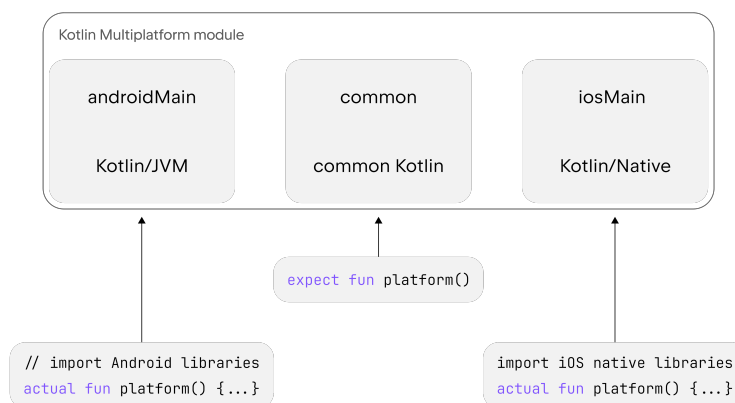 Kotlin Multiplatform module
androidMain
Kotlin/JVM
common
common Kotlin
iosMain
Kotlin/Native
expect fun platform()
// import Android libraries
actual fun platform() {...}
import iOS native libraries
actual fun platform() {...}